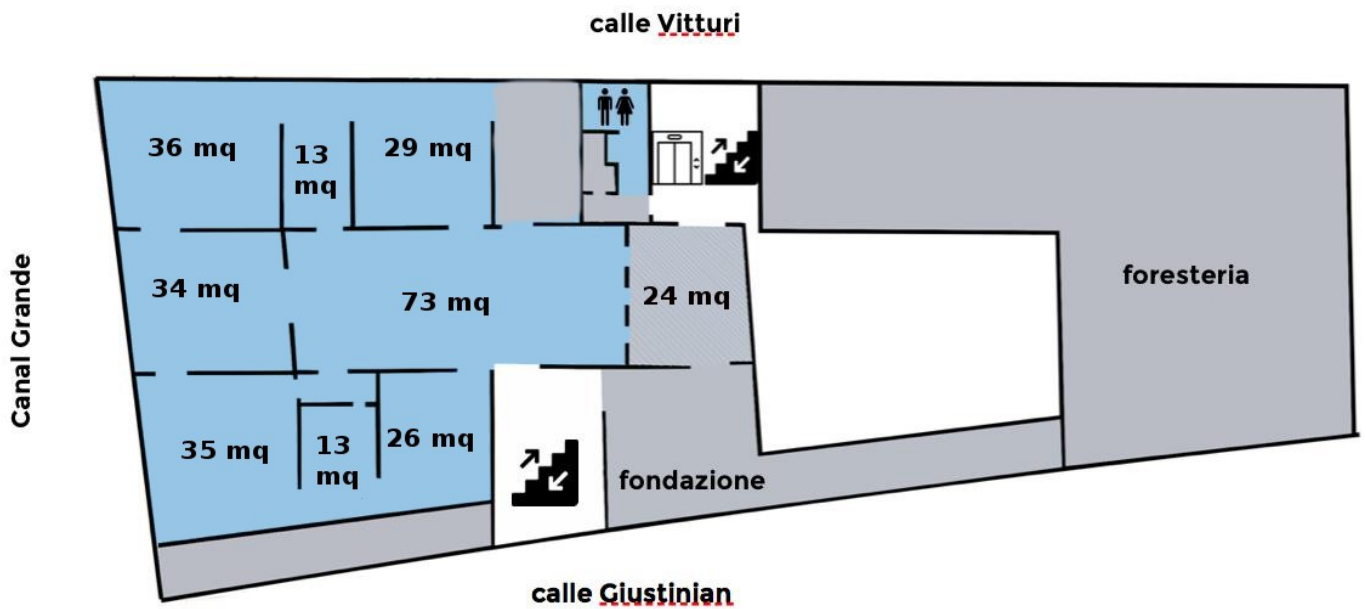 calle Vitturi
36 mq
13
mq
29 mq
Canal Grande
34 mq
73 mq
24 mq
foresteria
35 mq
13
mq
26 mq
fondazione
calle Giustinian